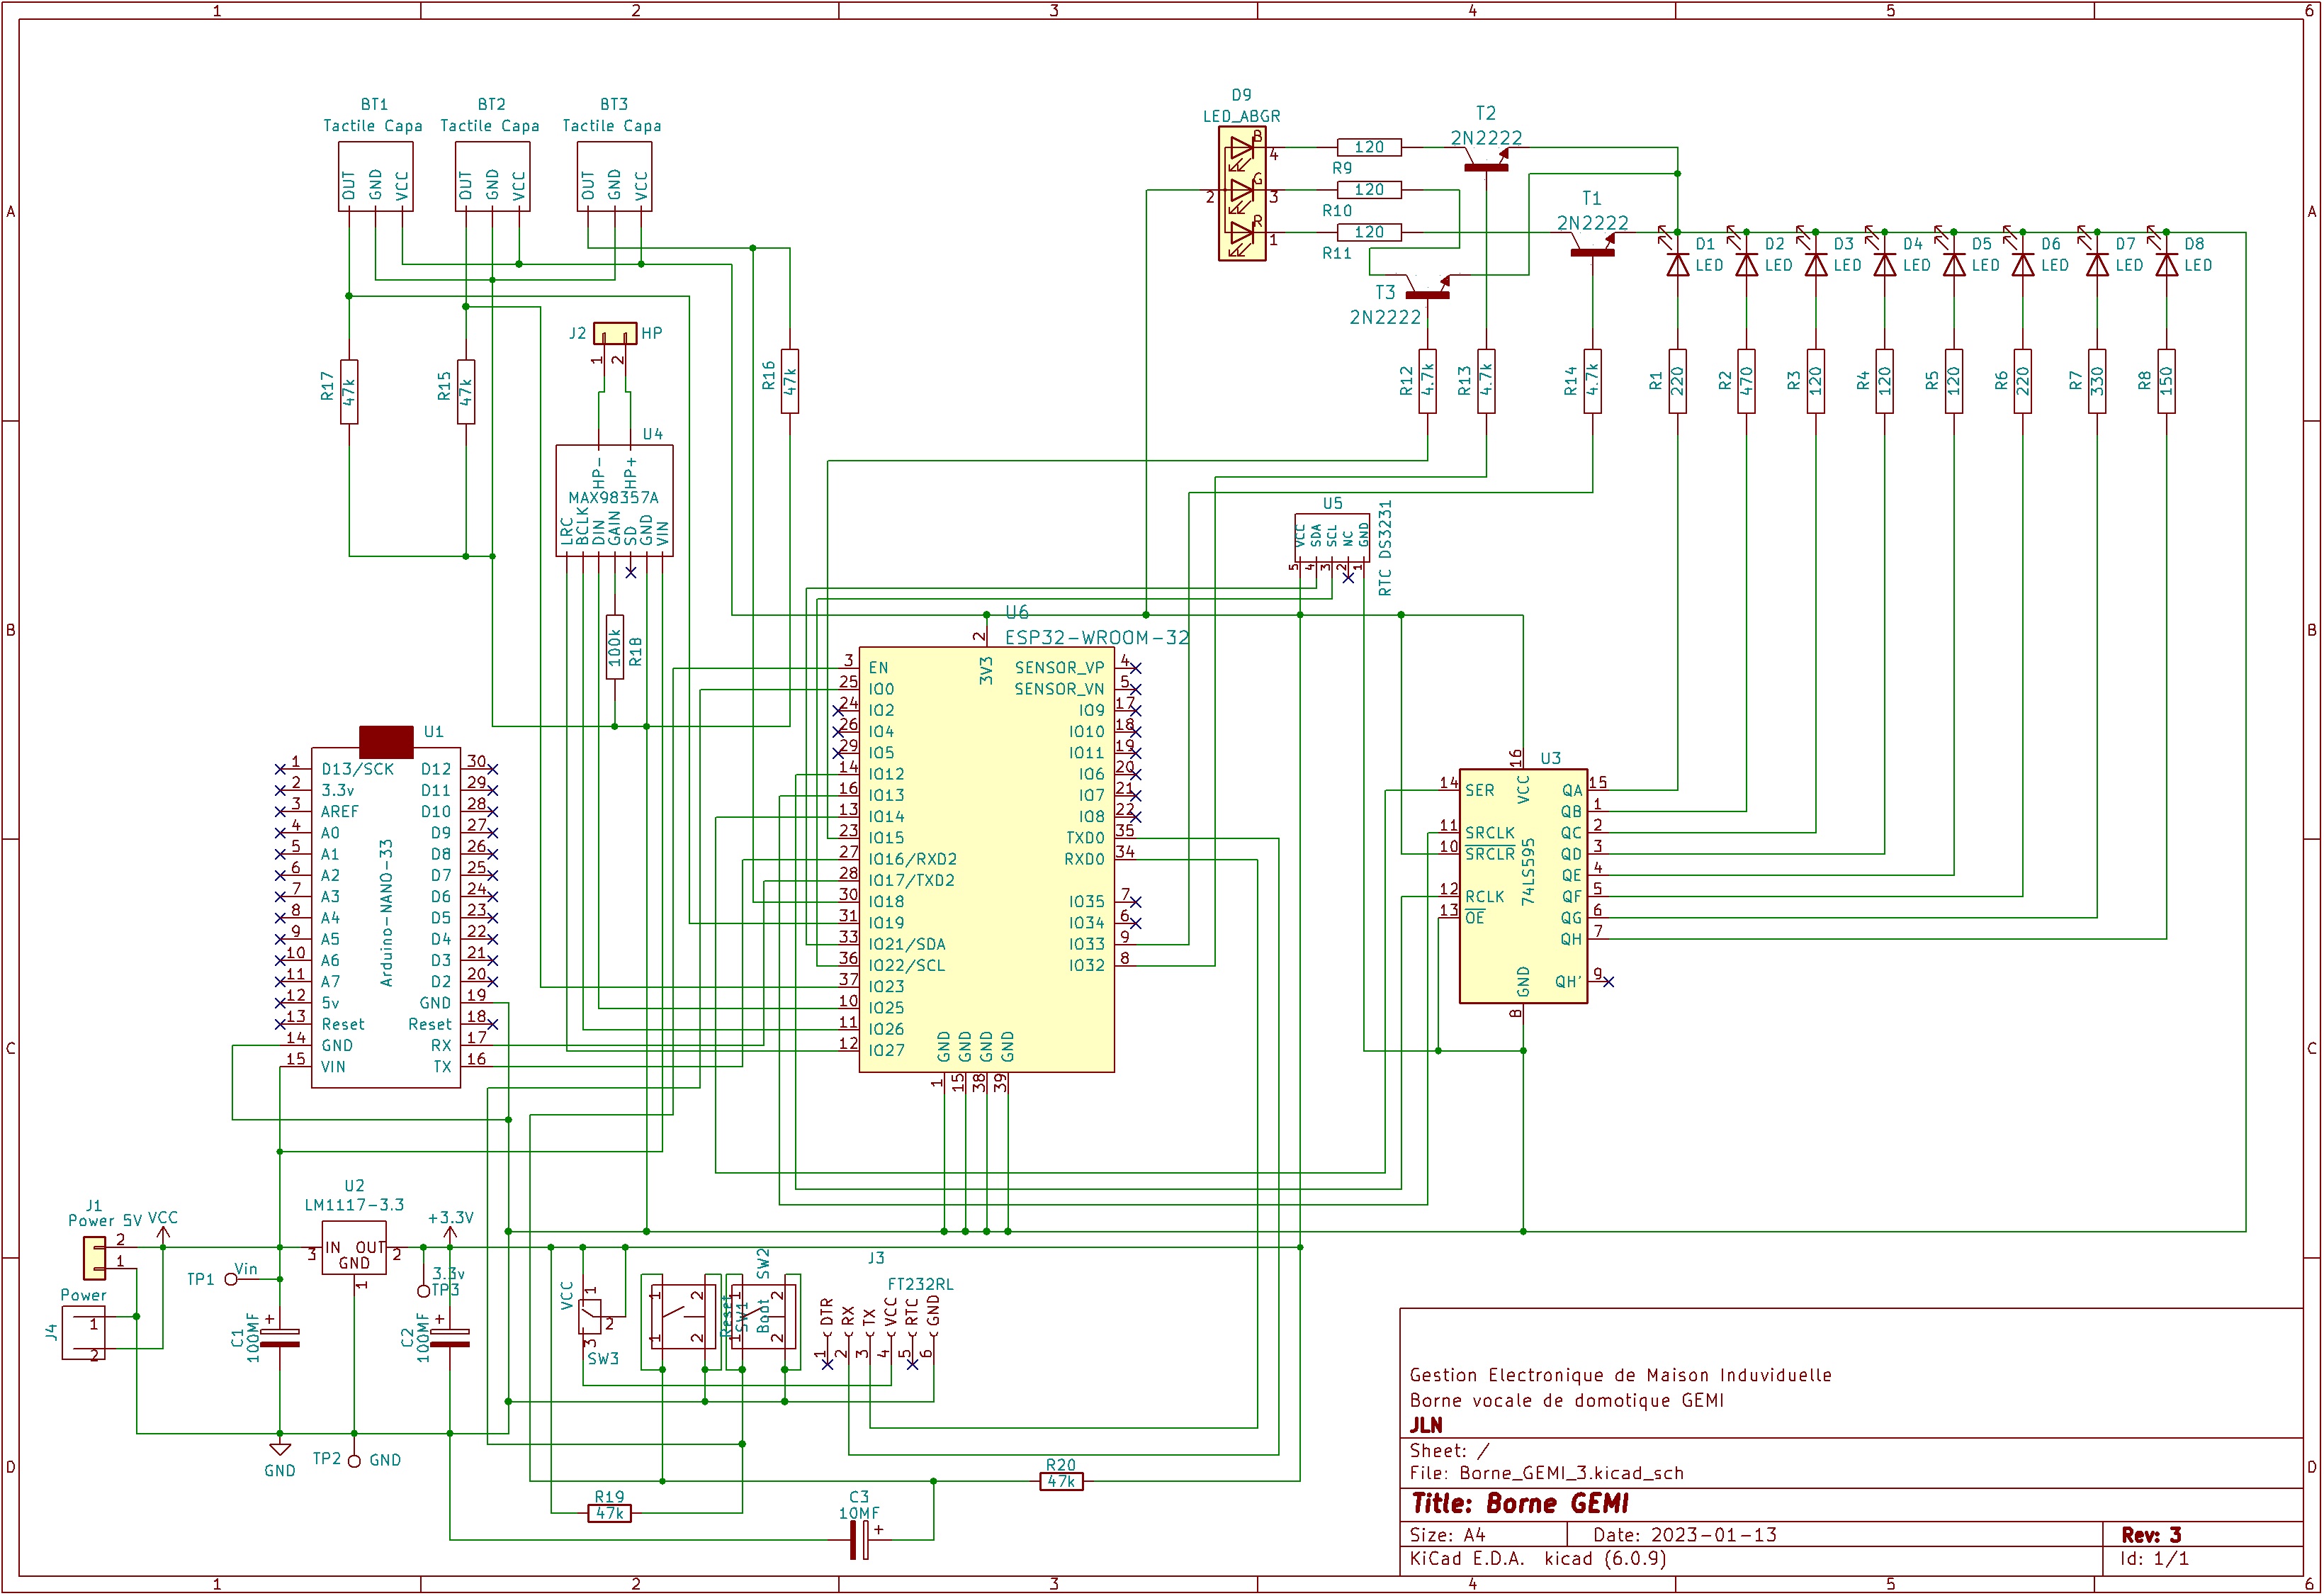 1 2 3 4 5 6
A
B
C
D
A
B
C
D
BT1
Tactile Capa
OUT
GND
VCC
BT2
Tactile Capa
OUT
GND
VCC
BT3
Tactile Capa
OUT
GND
VCC
D9
LED_ABGR
B
4
G
2
3
R
1
120
R9
120
R10
120
R11
T2
2N2222
T1
2N2222
T3
2N2222
D1
LED
D2
LED
D3
LED
D4
LED
D5
LED
D6
LED
D7
LED
D8
LED
R17
47k
R15
47k
J2
HP
1
2
R16
47k
R12
4.7k
R13
4.7k
R14
4.7k
R1
220
R2
470
R3
120
R4
120
R5
120
R6
220
R7
330
R8
150
U4
HP-
HP+
MAX98357A
LRC
BCLK
DIN
GAIN
SD
GND
VIN
100k
R18
U5
VCC
SDA
SCL
NC
GND
5
4
3
2
1
RTC DS3231
U6
ESP32-WROOM-32
2
3V3
3 EN
25 IO0
24 IO2
26 IO4
29 IO5
14 IO12
16 IO13
13 IO14
23 IO15
27 IO16/RXD2
28 IO17/TXD2
30 IO18
31 IO19
33 IO21/SDA
36 IO22/SCL
37 IO23
10 IO25
11 IO26
12 IO27
SENSOR_VP 4
SENSOR_VN 5
IO9 17
IO10 18
IO11 19
IO6 20
IO7 21
IO8 22
TXD0 35
RXD0 34
IO35 7
IO34 6
IO33 9
IO32 8
GND
GND
GND
GND
1
15
38
39
U1
Arduino-NANO-33
1 D13/SCK D12 30
2 3.3v D11 29
3 AREF D10 28
4 A0 D9 27
5 A1 D8 26
6 A2 D7 25
7 A3 D6 24
8 A4 D5 23
9 A5 D4 22
10 A6 D3 21
11 A7 D2 20
12 5v GND 19
13 Reset Reset 18
14 GND RX 17
15 VIN TX 16
U3
74LS595
16
VCC
14 SER
11 SRCLK
10 SRCLR
12 RCLK
13 OE
QA 15
QB 1
QC 2
QD 3
QE 4
QF 5
QG 6
QH 7
QH' 9
GND
8
J1
Power 5V
VCC
2
1
Power
J4
1
2
TP1
Vin
U2
LM1117-3.3
3 IN OUT 2
GND
1
+3.3V
3.3v
TP3
C1
100MF
+
C2
100MF
+
GND
TP2
GND
VCC
1
2
3
SW3
1
2
1
2
Reset
SW1
SW2
Boot
1
2
1
2
J3
FT232RL
DTR
RX
TX
VCC
RTC
GND
1
2
3
4
5
6
R19
47k
R20
47k
C3
10MF
+
Gestion Electronique de Maison Induviduelle
Borne vocale de domotique GEMI
JLN
Sheet: /
File: Borne_GEMI_3.kicad_sch
Title: Borne GEMI
Size: A4 Date: 2023-01-13 Rev: 3
KiCad E.D.A. kicad (6.0.9) Id: 1/1
1 2 3 4 5 6